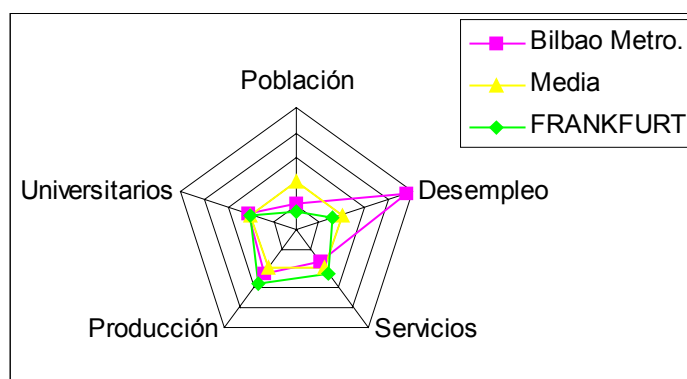 Bilbao Metro.
Media
FRANKFURT
Población
Universitarios
Desempleo
Producción
Servicios